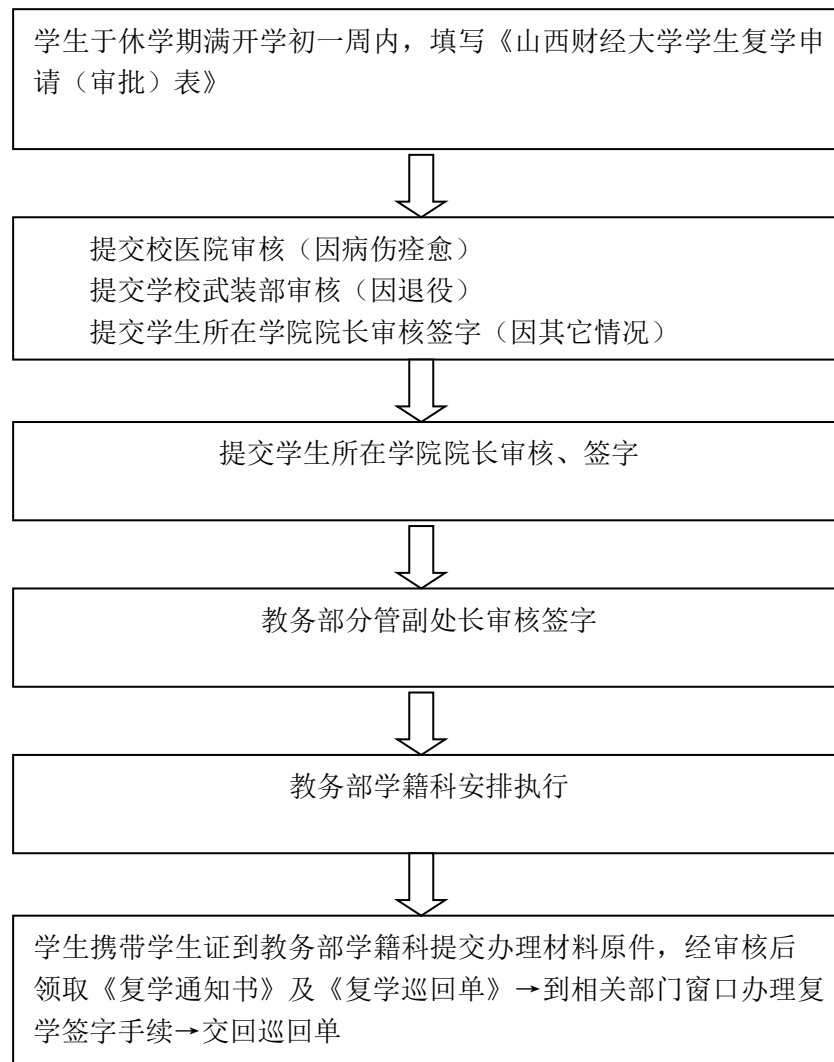 学生于休学期满开学初一周内，填写《山西财经大学学生复学申
请（审批）表》
提交校医院审核（因病伤痊愈）
提交学校武装部审核（因退役）
提交学生所在学院院长审核签字（因其它情况）
提交学生所在学院院长审核、签字
教务部分管副处长审核签字
教务部学籍科安排执行
学生携带学生证到教务部学籍科提交办理材料原件，经审核后
领取《复学通知书》及《复学巡回单》→到相关部门窗口办理复
学签字手续→交回巡回单